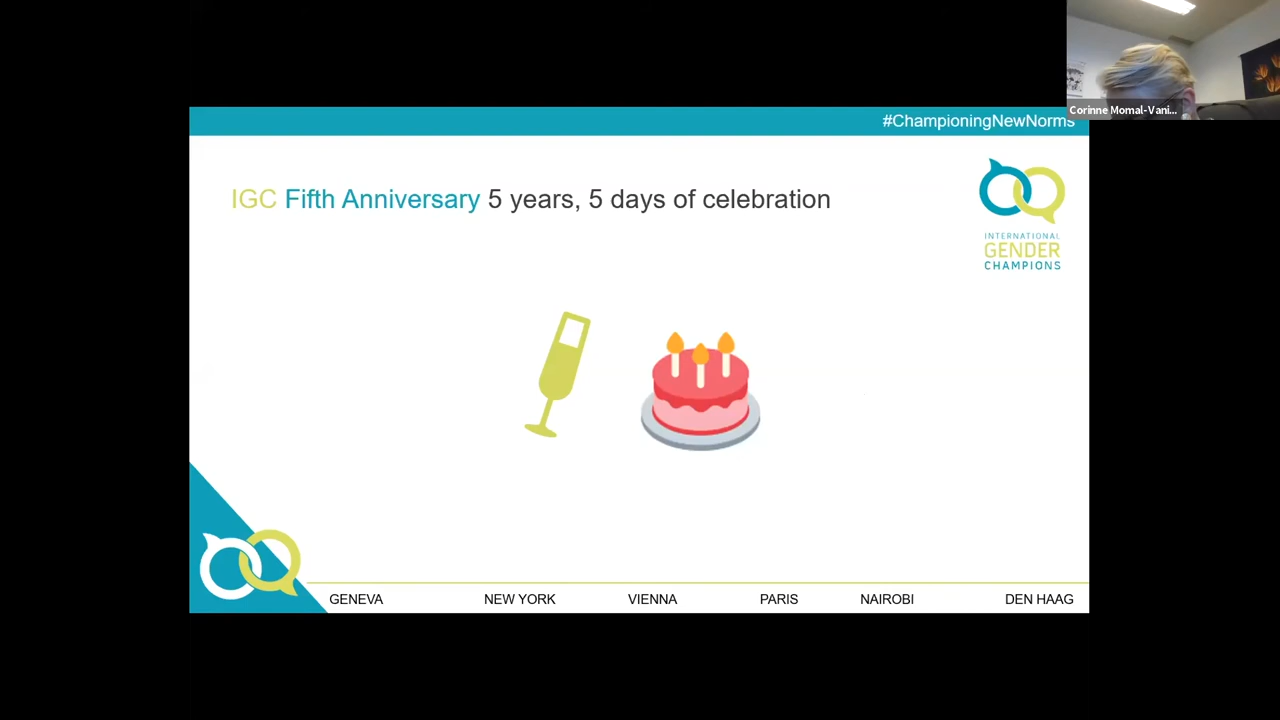 Corinne Momal-Vani...
#ChampioningNewNorms
IGC Fifth Anniversary 5 years, 5 days of celebration
INTERNATIONAL
GENDER
CHAMPIONS
GENEVA NEW YORK VIENNA PARIS NAIROBI DEN HAAG